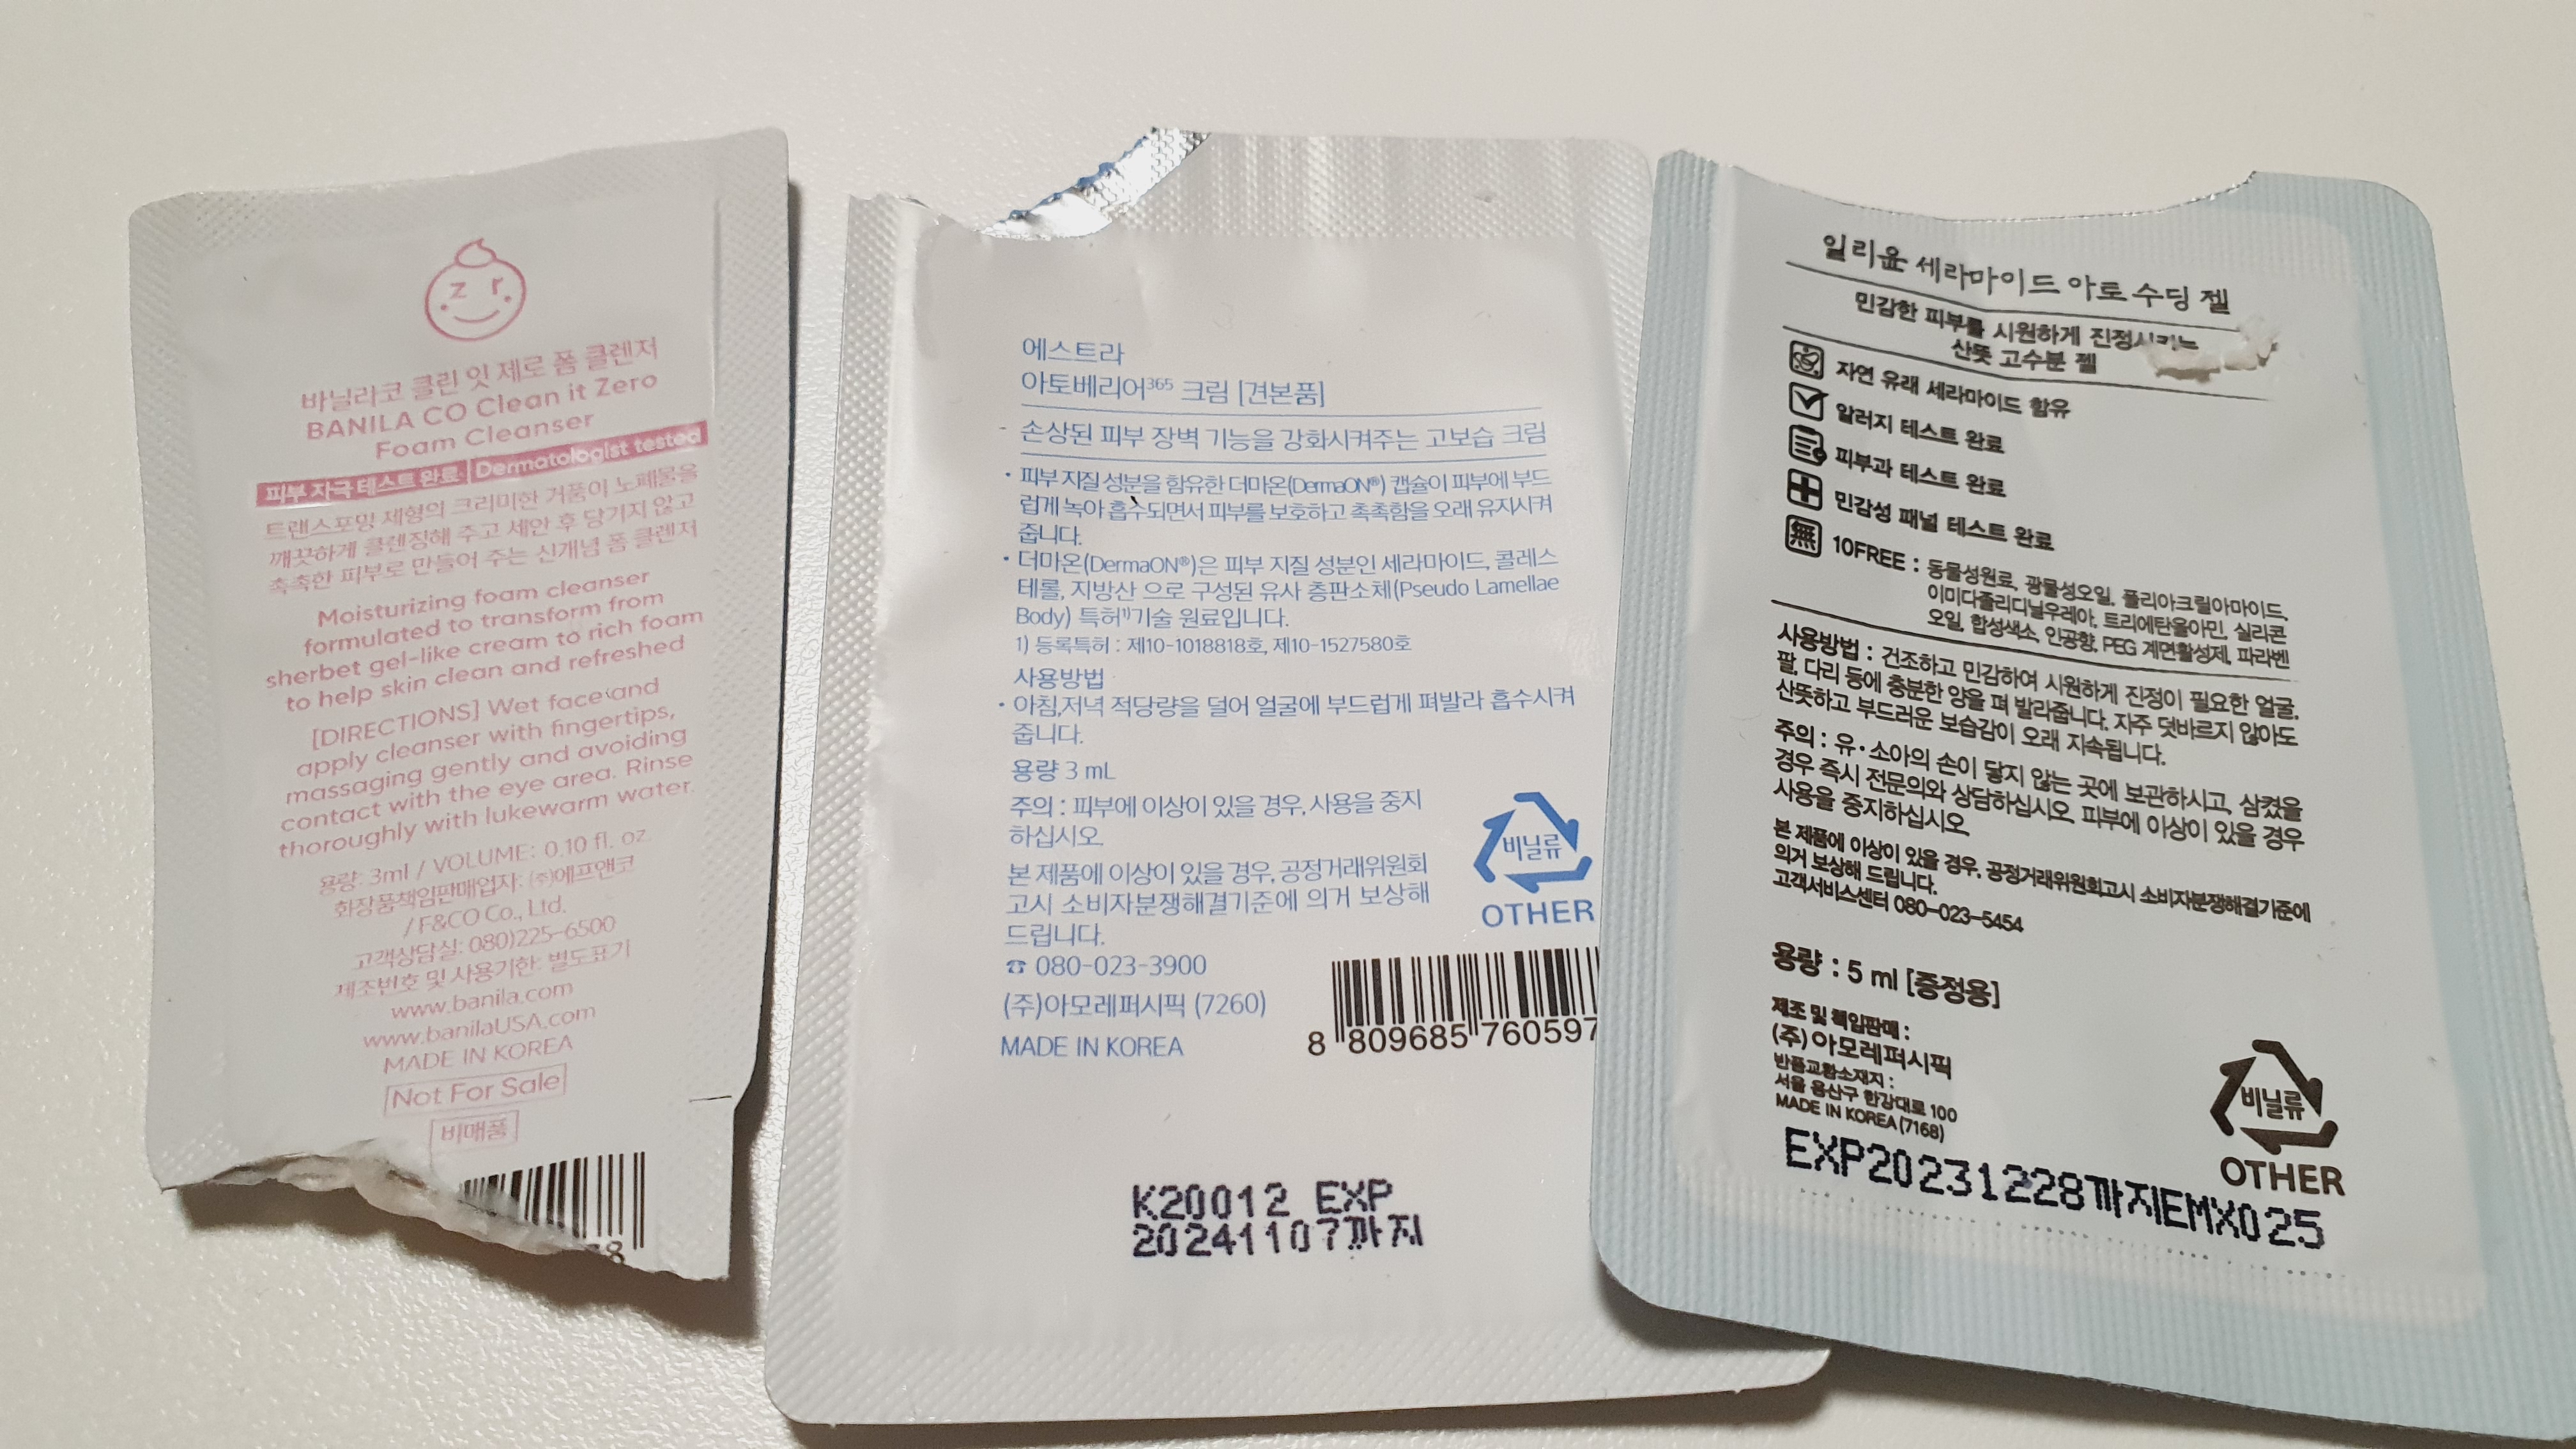 z r
바닐라코 클린 잇 제로 폼 클렌저
BANILA CO Clean it Zero
Foam Cleanser
피부 자극 테스트 완료 | Dermatologist tested
트랜스포밍 제형의 크리미한 거품이 노폐물을
깨끗하게 클렌징해 주고 세안 후 당기지 않고
촉촉한 피부로 만들어 주는 신개념 폼 클렌저
Moisturizing foam cleanser
formulated to transform from
sherbet gel-like cream to rich foam
to help skin clean and refreshed
[DIRECTIONS] Wet face and
apply cleanser with fingertips,
massaging gently and avoiding
contact with the eye area. Rinse
thoroughly with lukewarm water.
용량: 3ml / VOLUME: 0.10 fl. oz.
화장품책임판매업자: (주)에프앤코
/ F&CO Co., Ltd.
고객상담실: 080)225-6500
제조번호 및 사용기한: 별도표기
www.banila.com
www.banilaUSA.com
MADE IN KOREA
Not For Sale
비매품
8
에스트라
아토베리어365 크림 [견본품]
손상된 피부 장벽 기능을 강화시켜주는 고보습 크림
• 피부 지질 성분을 함유한 더마온(DermaON®) 캡슐이 피부에 부드
럽게 녹아 흡수되면서 피부를 보호하고 촉촉함을 오래 유지시켜
줍니다.
• 더마온(DermaON®)은 피부 지질 성분인 세라마이드, 콜레스
테롤, 지방산 으로 구성된 유사 층판소체(Pseudo Lamellae
Body) 특허1)기술 원료입니다.
1) 등록특허 : 제10-1018818호, 제10-1527580호
사용방법
• 아침,저녁 적당량을 덜어 얼굴에 부드럽게 펴발라 흡수시켜
줍니다.
용량 3 mL
주의 : 피부에 이상이 있을 경우, 사용을 중지
하십시오.
본 제품에 이상이 있을 경우, 공정거래위원회
고시 소비자분쟁해결기준에 의거 보상해
드립니다.
☎ 080-023-3900
(주)아모레퍼시픽 (7260)
MADE IN KOREA
비닐류
OTHER
8 809685 760597
K20012 EXP
20241107까지
일리윤 세라마이드 아토 수딩 젤
민감한 피부를 시원하게 진정시키는
산뜻 고수분 젤
자연 유래 세라마이드 함유
알러지 테스트 완료
피부과 테스트 완료
민감성 패널 테스트 완료
無 10FREE : 동물성원료, 광물성오일, 폴리아크릴아마이드,
이미다졸리디닐우레아, 트리에탄올아민, 실리콘
오일, 합성색소, 인공향, PEG 계면활성제, 파라벤
사용방법 : 건조하고 민감하여 시원하게 진정이 필요한 얼굴,
팔, 다리 등에 충분한 양을 펴 발라줍니다. 자주 덧바르지 않아도
산뜻하고 부드러운 보습감이 오래 지속됩니다.
주의 : 유·소아의 손이 닿지 않는 곳에 보관하시고, 삼켰을
경우 즉시 전문의와 상담하십시오. 피부에 이상이 있을 경우
사용을 중지하십시오.
본 제품에 이상이 있을 경우, 공정거래위원회고시 소비자분쟁해결기준에
의거 보상해 드립니다.
고객서비스센터 080-023-5454
용량 : 5 ml [증정용]
제조 및 책임판매 :
(주) 아모레퍼시픽
반품교환소재지 :
서울 용산구 한강대로 100
MADE IN KOREA (7168)
비닐류
OTHER
EXP20231228까지EMX025